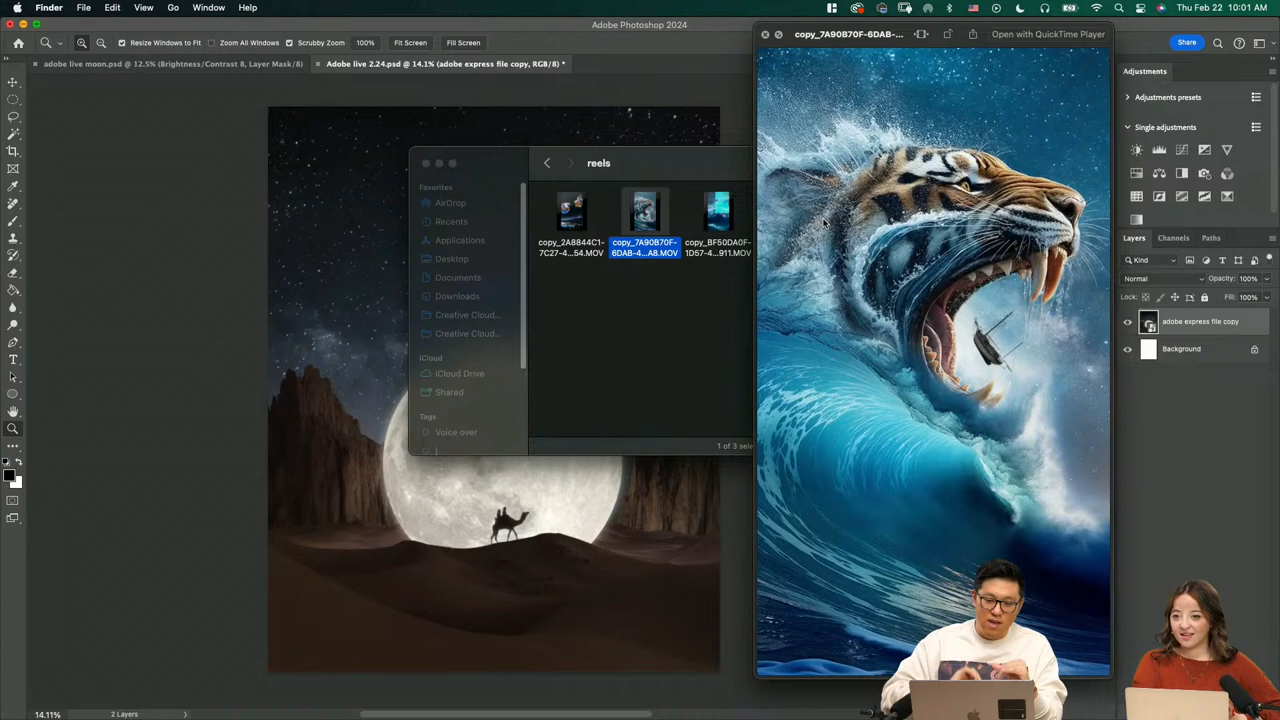 Finder File Edit View Go Window Help
Thu Feb 22 10:01 AM
Adobe Photoshop 2024
Resize Windows to Fit Zoom All Windows Scrubby Zoom 100% Fit Screen Fill Screen
Share
adobe live moon.psd @ 12.5% (Brightness/Contrast 8, Layer Mask/8)
Adobe live 2.24.psd @ 14.1% (adobe express file copy, RGB/8) *
copy_7A90B70F-6DAB-...
Open with QuickTime Player
reels
Favorites
AirDrop
Recents
Applications
Desktop
Documents
Downloads
Creative Cloud...
Creative Cloud...
iCloud
iCloud Drive
Shared
Tags
Voice over
copy_2A8844C1-
7C27-4...54.MOV
copy_7A90B70F-
6DAB-4...A8.MOV
copy_BF50DA0F-
1D57-4...911.MOV
1 of 3 sele
Adjustments
Adjustments presets
Single adjustments
Layers Channels Paths
Kind
Normal Opacity: 100%
Lock: Fill: 100%
adobe express file copy
Background
14.11% 2 Layers